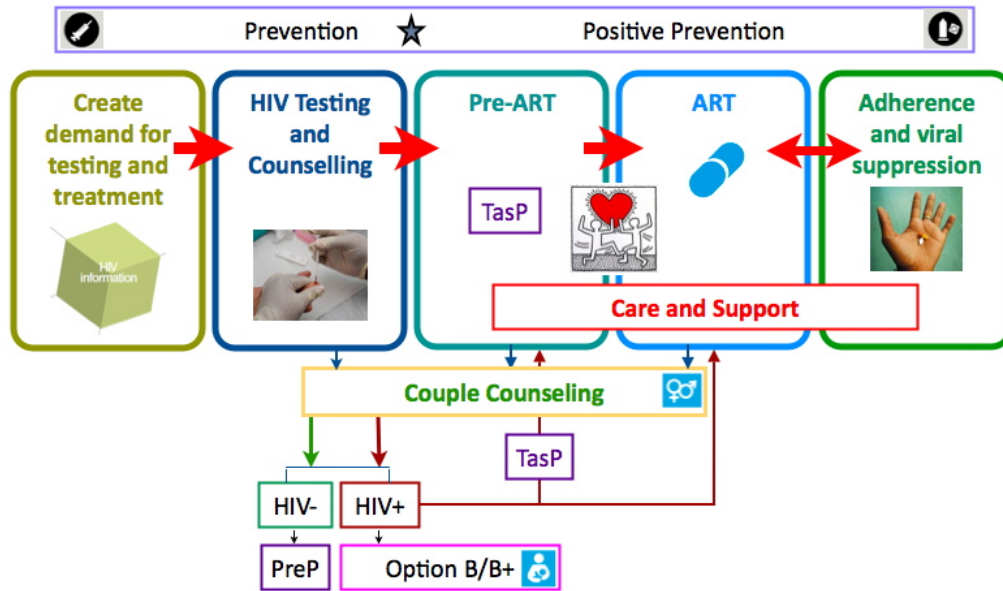 Prevention
Positive Prevention
Create
demand for
testing and
treatment
HIV
information
HIV Testing
and
Counselling
Pre-ART
TasP
ART
Adherence
and viral
suppression
Care and Support
Couple Counseling
TasP
HIV-
HIV+
PreP
Option B/B+